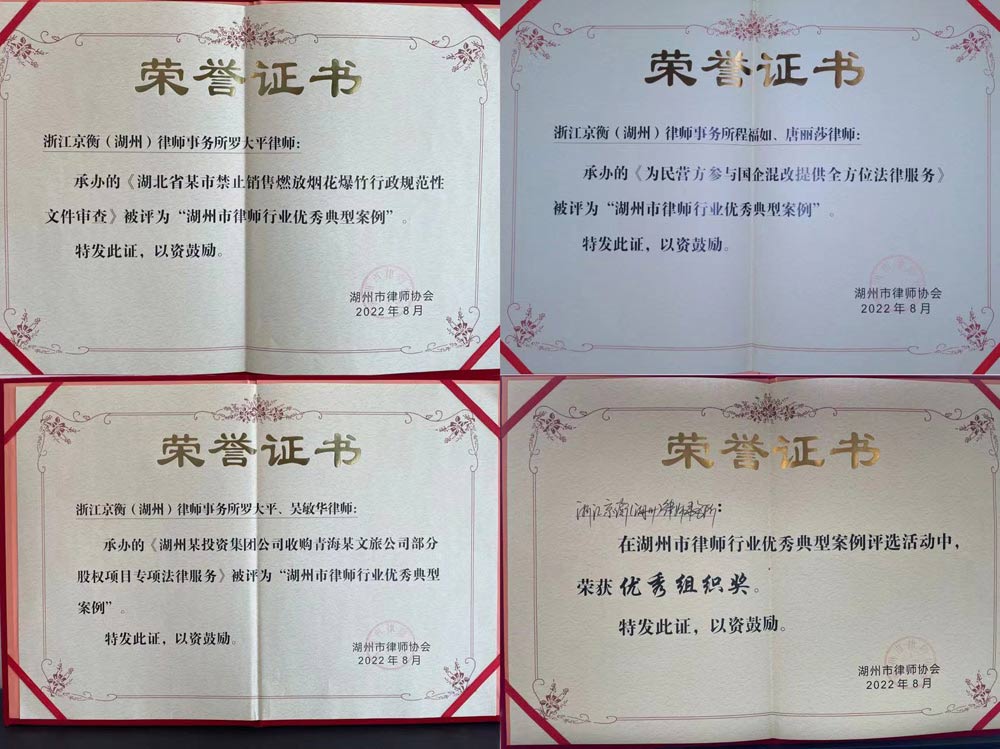 荣誉证书
浙江京衡（湖州）律师事务所罗太平律师：
承办的《湖北省某市禁止销售燃放烟花爆竹行政规范性
文件审查》被评为“湖州市律师行业优秀典型案例”。
特发此证，以资鼓励。
湖州市律师协会
2022年8月
荣誉证书
浙江京衡（湖州）律师事务所程福如、唐丽莎律师：
承办的《为民营方参与国企混改提供全方位法律服务》
被评为“湖州市律师行业优秀典型案例”。
特发此证，以资鼓励。
湖州市律师协会
2022年8月
荣誉证书
浙江京衡（湖州）律师事务所罗大平、吴敏华律师：
承办的《湖州某投资集团公司收购青海某文旅公司部分
股权项目专项法律服务》被评为“湖州市律师行业优秀典型
案例”。
特发此证，以资鼓励。
湖州市律师协会
2022年8月
荣誉证书
浙江京衡（湖州）律师事务所：
在湖州市律师行业优秀典型案例评选活动中，
荣获优秀组织奖。
特发此证，以资鼓励。
湖州市律师协会
2022年8月